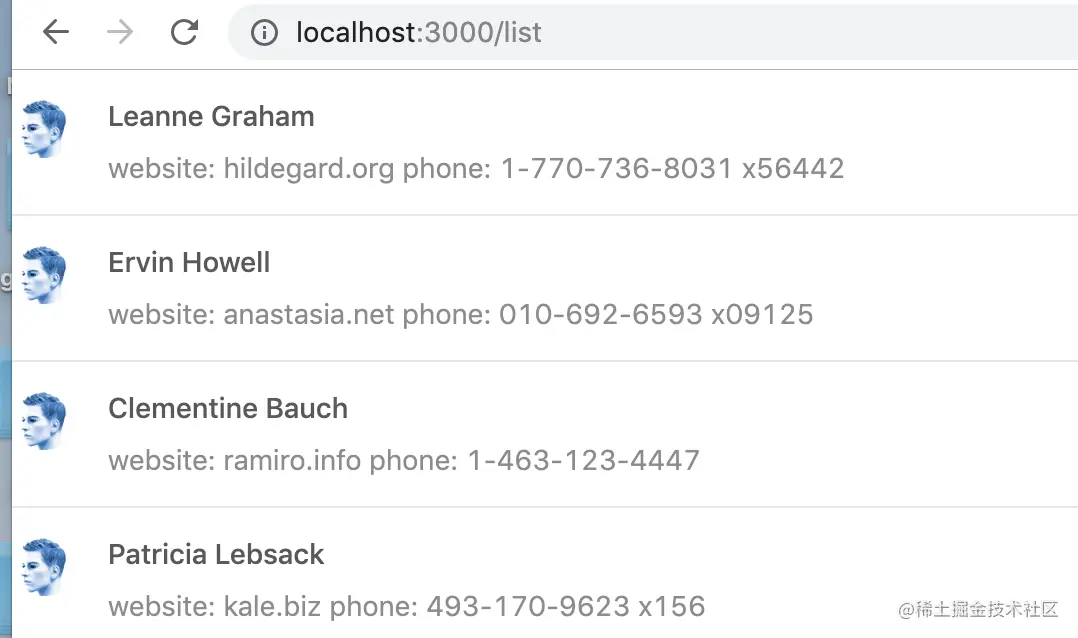 localhost:3000/list
Leanne Graham
website: hildegard.org phone: 1-770-736-8031 x56442
Ervin Howell
website: anastasia.net phone: 010-692-6593 x09125
Clementine Bauch
website: ramiro.info phone: 1-463-123-4447
Patricia Lebsack
website: kale.biz phone: 493-170-9623 x156
@稀土掘金技术社区